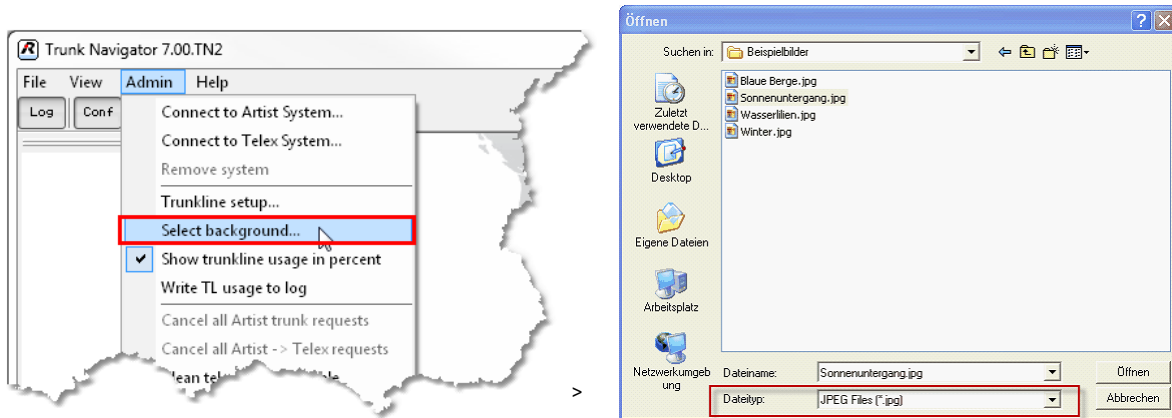 Trunk Navigator 7.00.TN2
File View Admin Help
Log Conf
Connect to Artist System...
Connect to Telex System...
Remove system
Trunkline setup...
Select background...
Show trunkline usage in percent
Write TL usage to log
Cancel all Artist trunk requests
Cancel all Artist -> Telex requests
>
Öffnen
Suchen in: Beispielbilder
Zuletzt
verwendete D...
Desktop
Eigene Dateien
Arbeitsplatz
Netzwerkumgeb
ung
Blaue Berge.jpg
Sonnenuntergang.jpg
Wasserlilien.jpg
Winter.jpg
Dateiname: Sonnenuntergang.jpg Öffnen
Dateityp: JPEG Files (*.jpg) Abbrechen